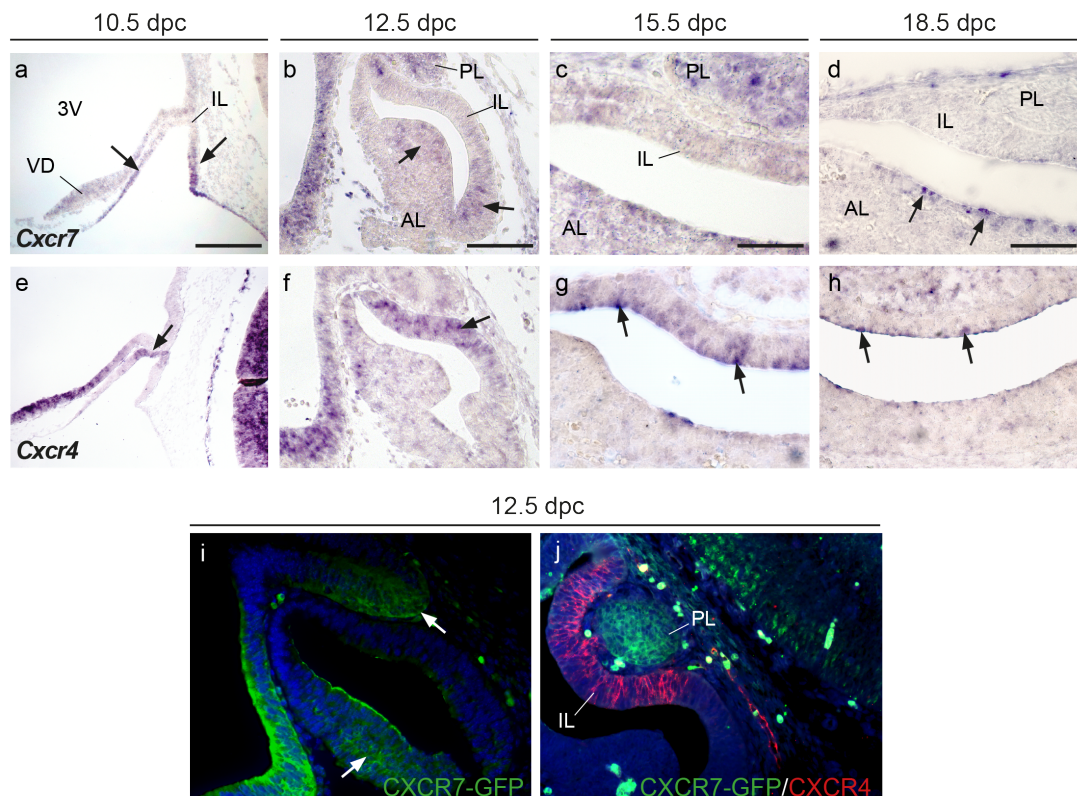 10.5 dpc
12.5 dpc
15.5 dpc
18.5 dpc
a
3V
IL
VD
Cxcr7
b
PL
IL
AL
c
PL
IL
AL
d
PL
IL
AL
e
Cxcr4
f
g
h
12.5 dpc
i
CXCR7-GFP
j
PL
IL
CXCR7-GFP/CXCR4